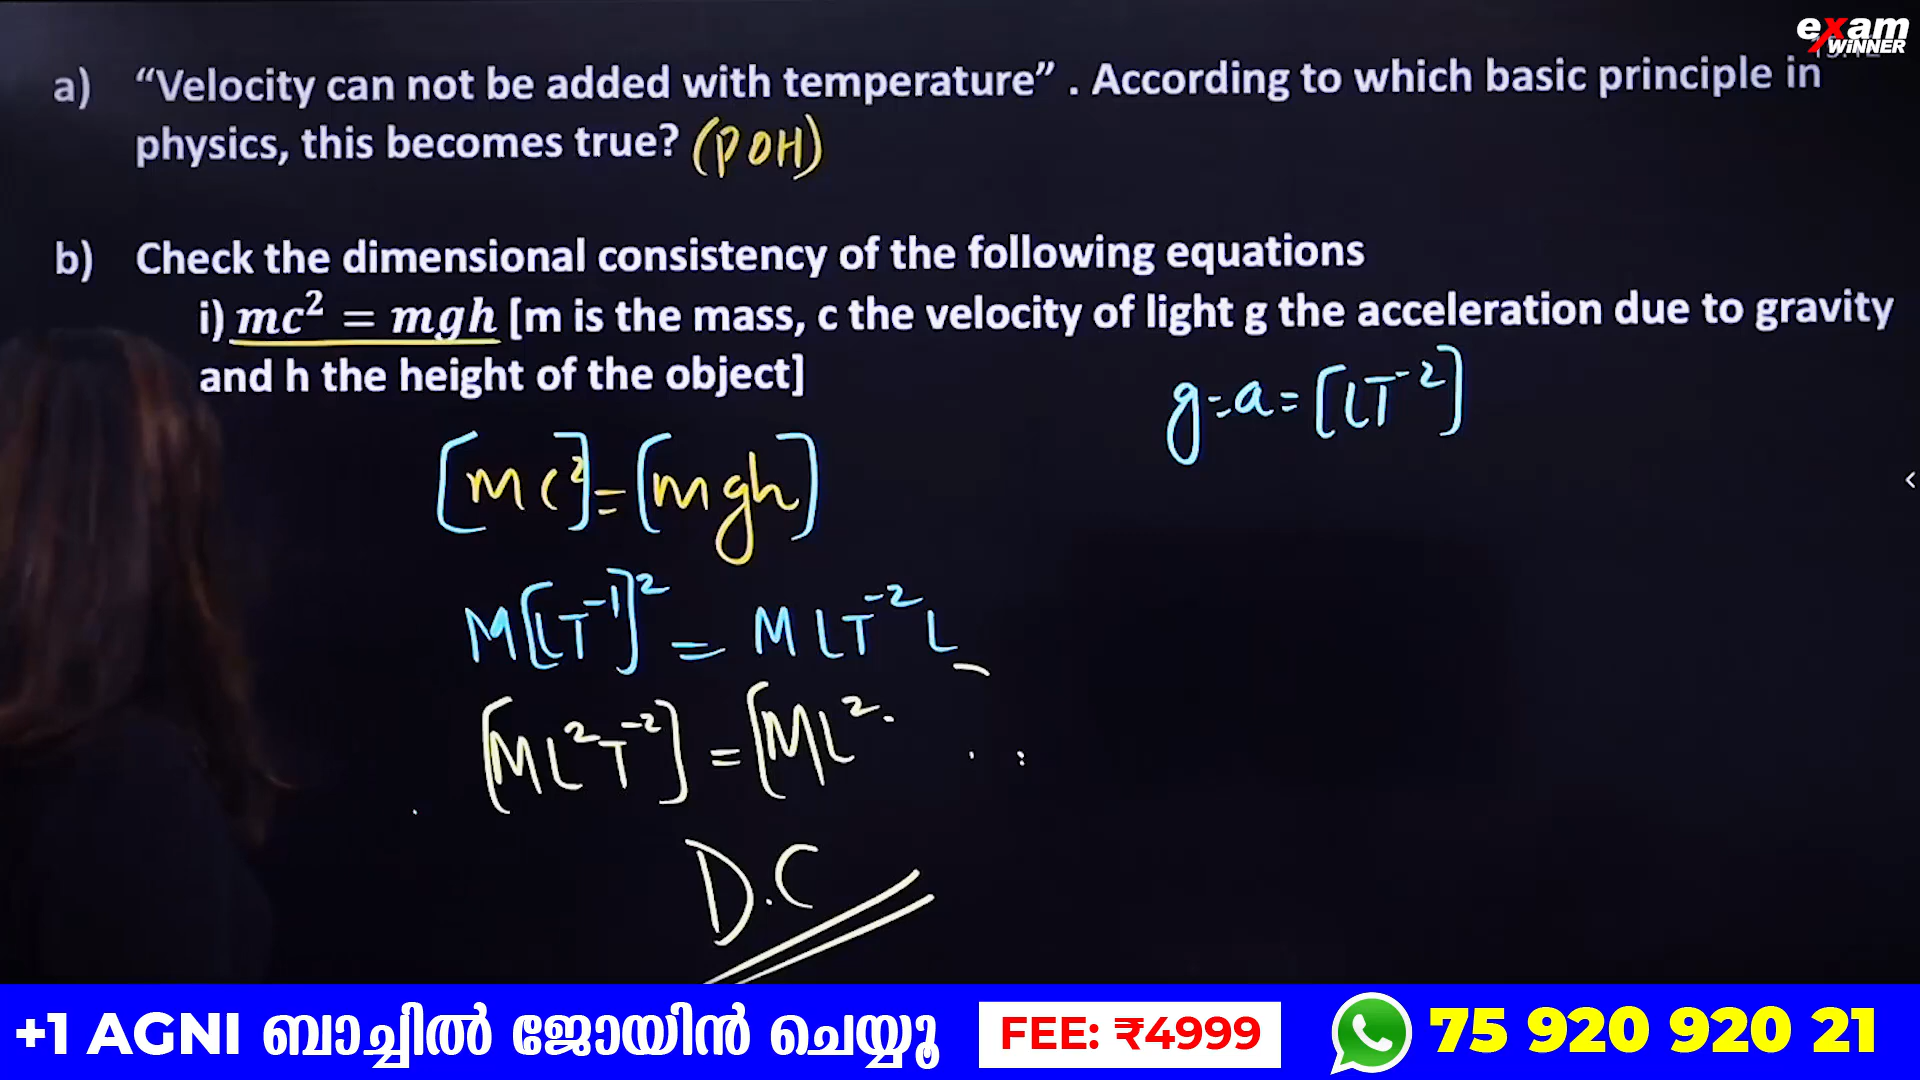 exam
WINNER
a) “Velocity can not be added with temperature” . According to which basic principle in
physics, this becomes true? (POH)
b) Check the dimensional consistency of the following equations
i) mc² = mgh [m is the mass, c the velocity of light g the acceleration due to gravity
and h the height of the object]
g=a=[LT⁻²]
[mc²]=[mgh]
M[LT⁻¹]² = MLT⁻²L
[ML²T⁻²] = [ML²
D.C
+1 AGNI ബാച്ചിൽ ജോയിൻ ചെയ്യൂ
FEE: ₹4999
75 920 920 21